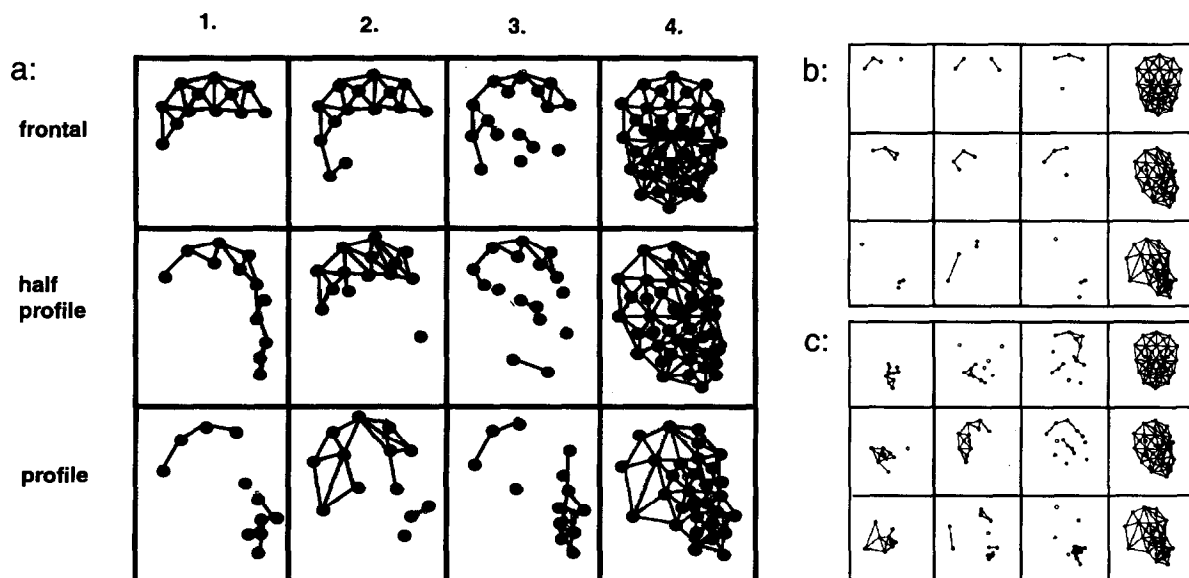 1. 2. 3. 4.
a:
b:
frontal
half
profile
c:
profile